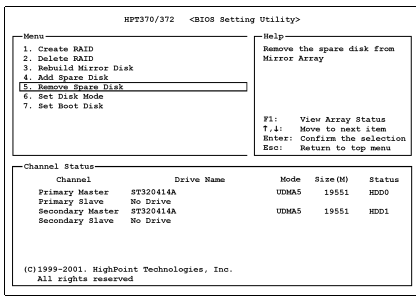 HPT370/372 <BIOS Setting Utility>
Menu
1. Create RAID
2. Delete RAID
3. Rebuild Mirror Disk
4. Add Spare Disk
5. Remove Spare Disk
6. Set Disk Mode
7. Set Boot Disk
Help
Remove the spare disk from
Mirror Array
F1: View Array Status
↑,↓: Move to next item
Enter: Confirm the selection
Esc: Return to top menu
Channel Status
Channel Drive Name Mode Size(M) Status
Primary Master ST320414A UDMA5 19551 HDD0
Primary Slave No Drive
Secondary Master ST320414A UDMA5 19551 HDD1
Secondary Slave No Drive
(C)1999-2001. HighPoint Technologies, Inc.
All rights reserved